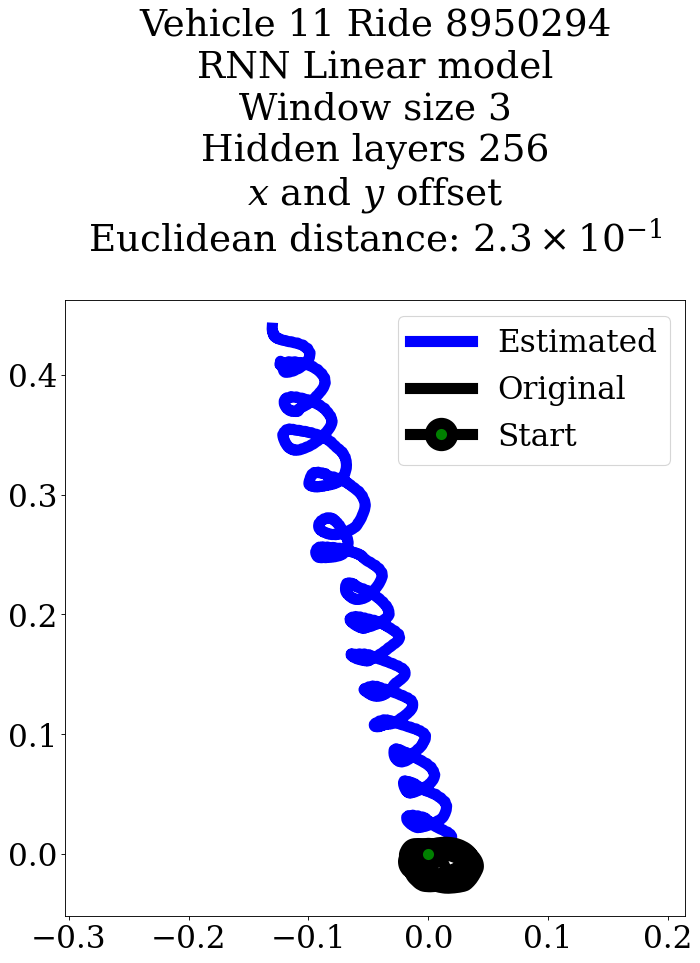 Vehicle 11 Ride 8950294
RNN Linear model
Window size 3
Hidden layers 256
x and y offset
Euclidean distance: 2.3 × 10⁻¹
Estimated
Original
Start
0.4
0.3
0.2
0.1
0.0
−0.3 −0.2 −0.1 0.0 0.1 0.2